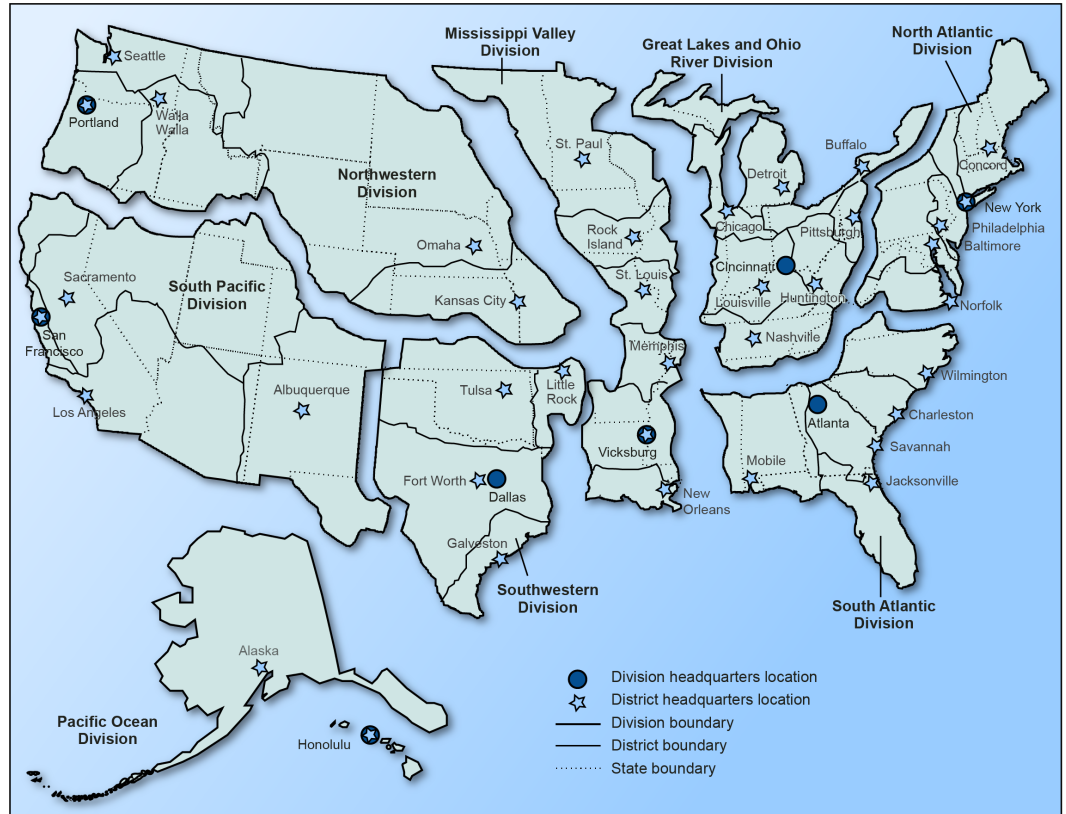 Mississippi Valley
Division
Great Lakes and Ohio
River Division
North Atlantic
Division
Seattle
Portland
Walla
Walla
Northwestern
Division
Omaha
Kansas City
St. Paul
Rock
Island
St. Louis
Memphis
Vicksburg
New
Orleans
Buffalo
Detroit
Chicago
Pittsburgh
Cincinnati
Louisville
Huntington
Nashville
Concord
New York
Philadelphia
Baltimore
Norfolk
Sacramento
South Pacific
Division
San
Francisco
Los Angeles
Albuquerque
Tulsa
Little
Rock
Fort Worth
Dallas
Galveston
Southwestern
Division
Wilmington
Charleston
Atlanta
Savannah
Mobile
Jacksonville
South Atlantic
Division
Alaska
Pacific Ocean
Division
Honolulu
Division headquarters location
District headquarters location
Division boundary
District boundary
State boundary